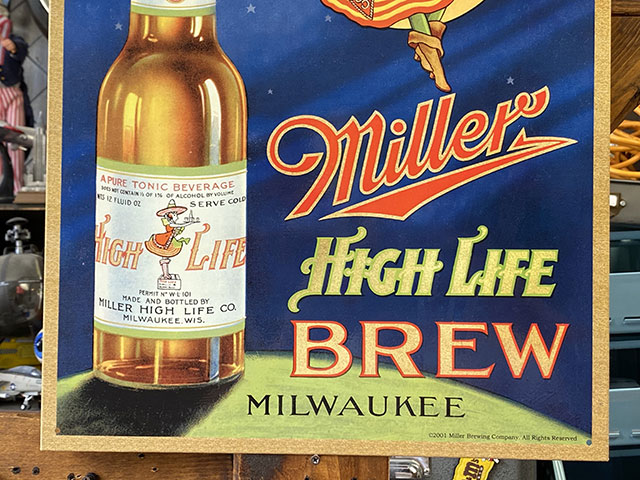 A PURE TONIC BEVERAGE
DOES NOT CONTAIN ½ OF 1% OF ALCOHOL BY VOLUME
12 FLUID OZ SERVE COLD
HIGH LIFE
PERMIT Nº W L 101
MADE AND BOTTLED BY
MILLER HIGH LIFE CO.
MILWAUKEE, WIS.
Miller
HIGH LIFE
BREW
MILWAUKEE
©2001 Miller Brewing Company. All Rights Reserved